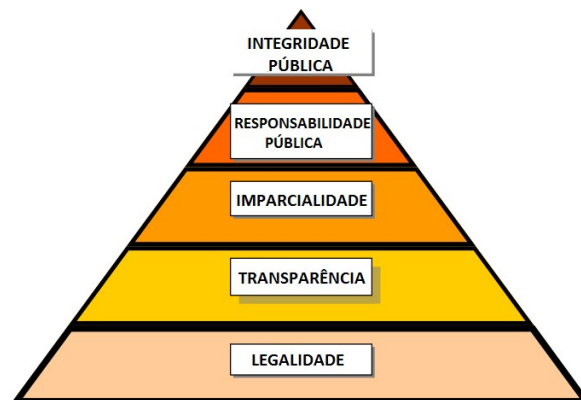 INTEGRIDADE
PÚBLICA
RESPONSABILIDADE
PÚBLICA
IMPARCIALIDADE
TRANSPARÊNCIA
LEGALIDADE